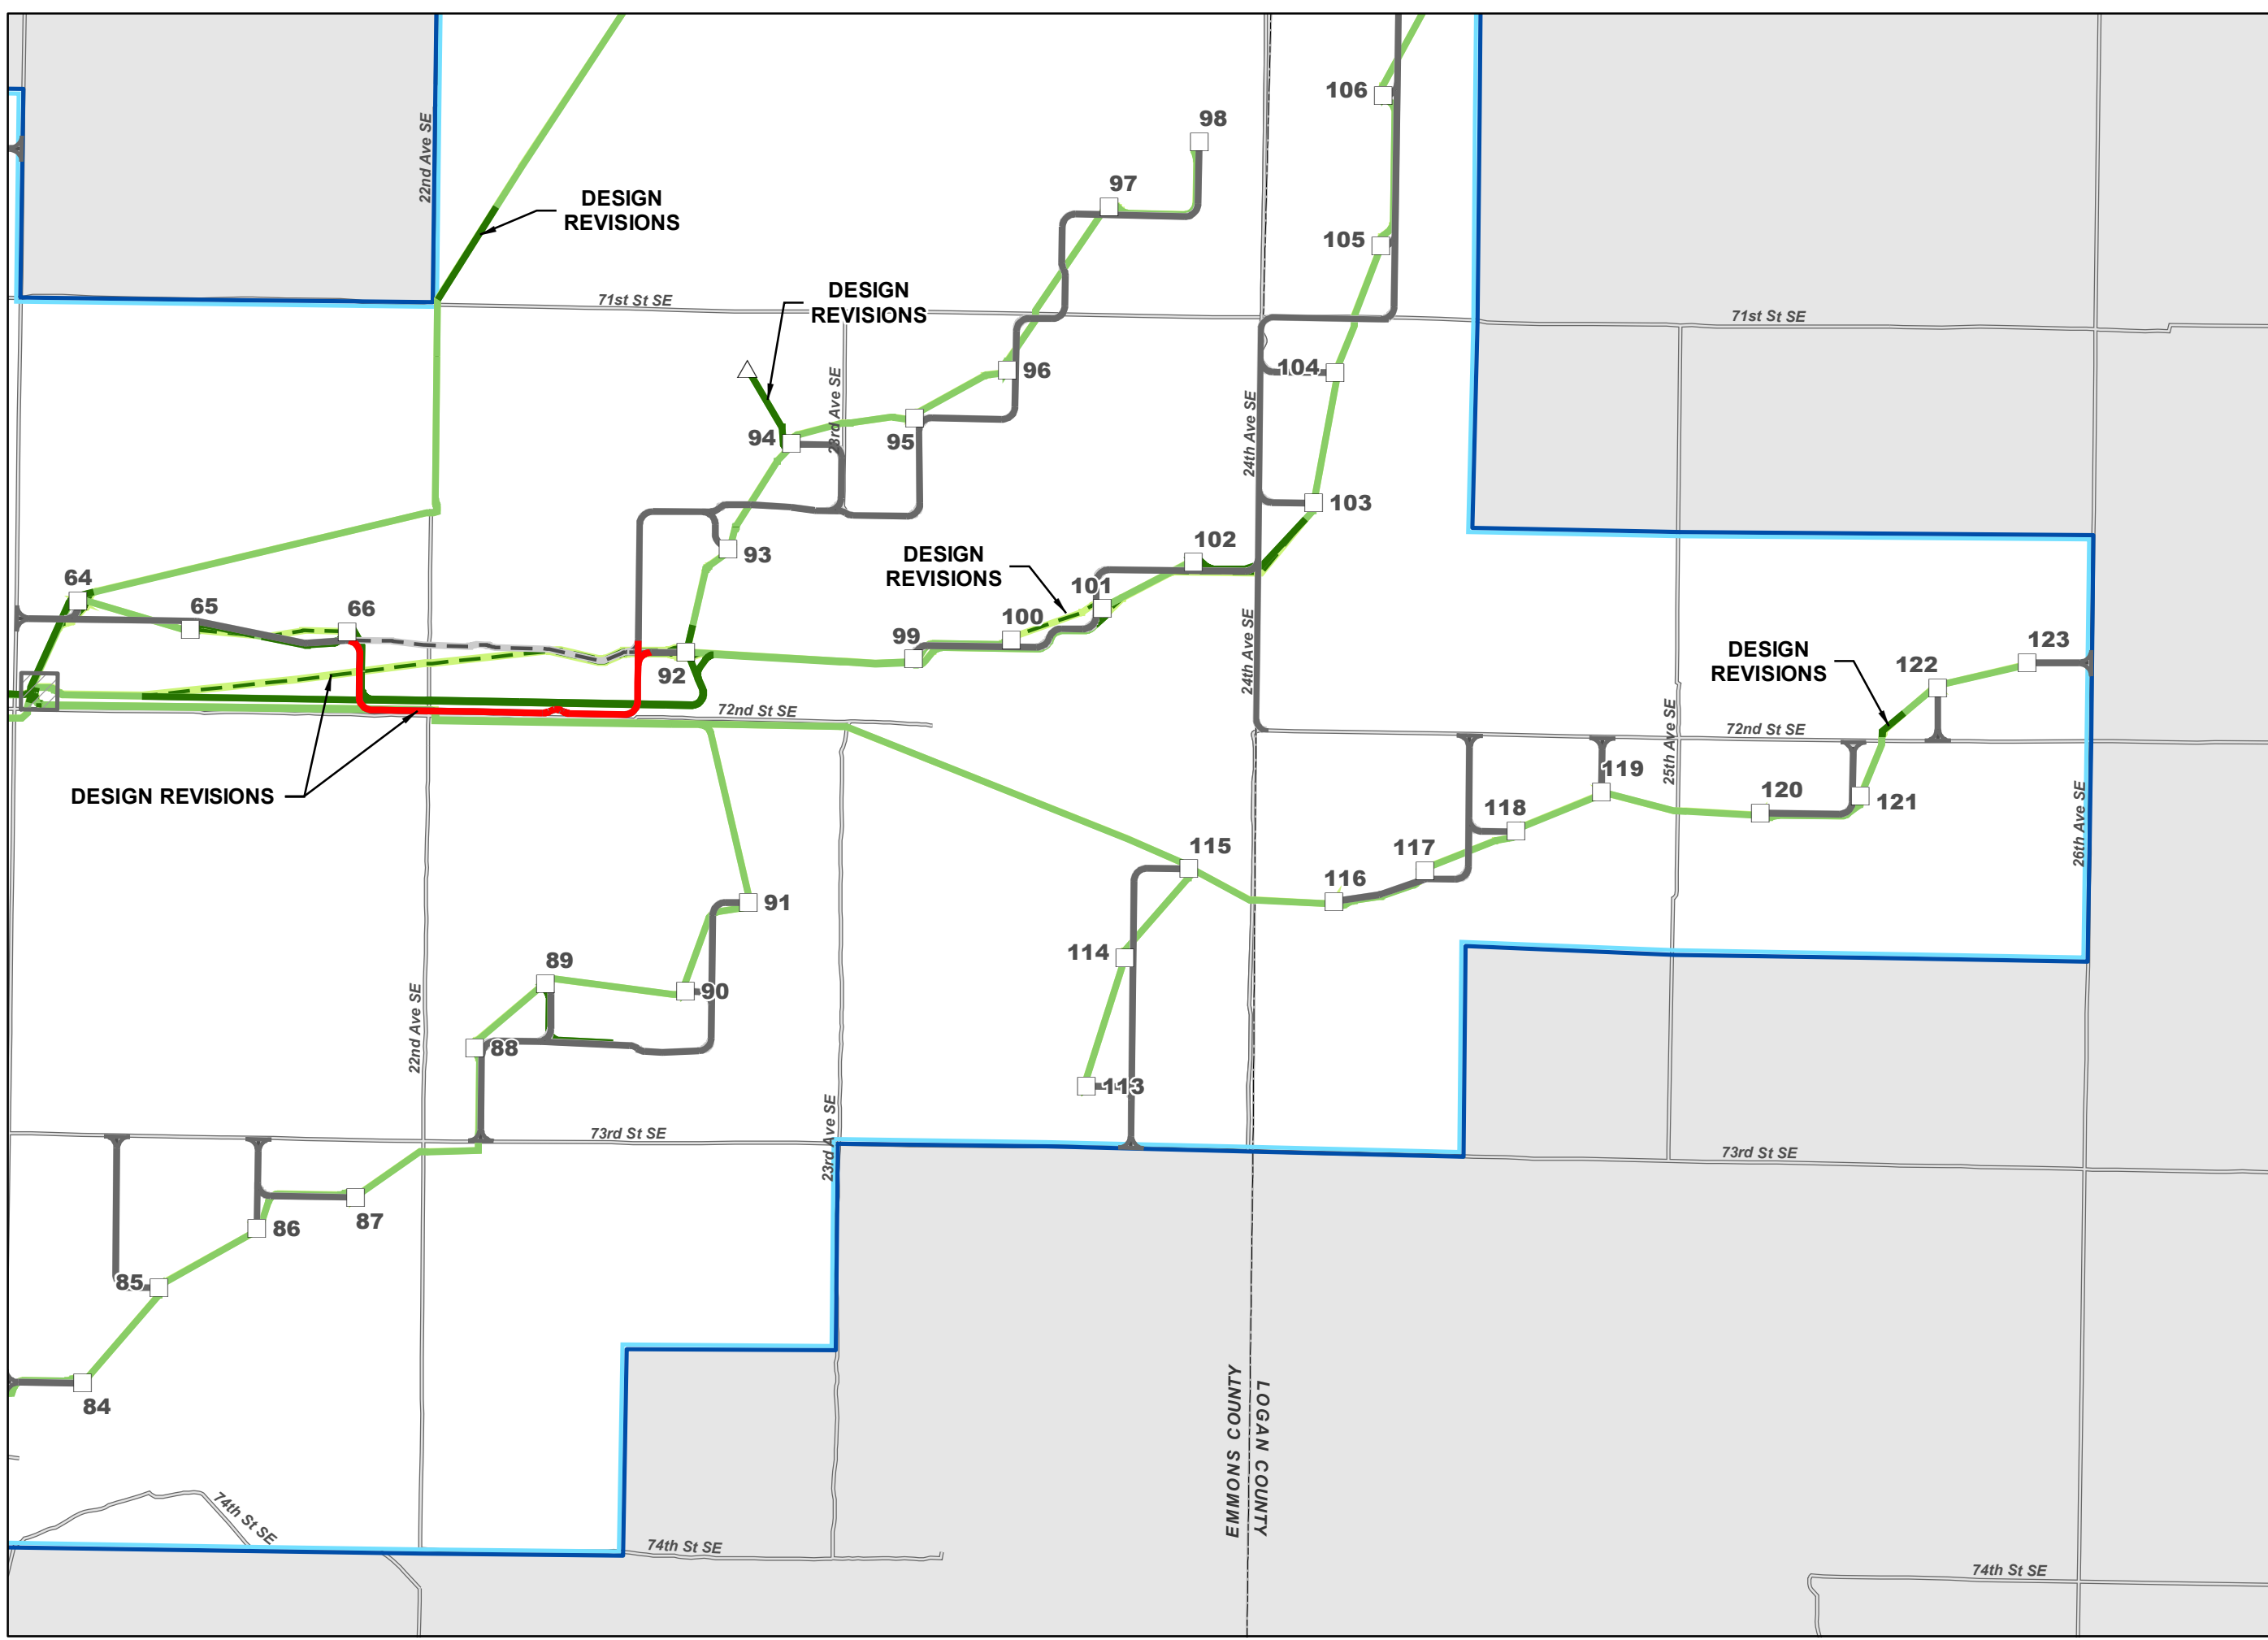 106
98
22nd Ave SE
97
DESIGN
REVISIONS
105
71st St SE
DESIGN
REVISIONS
71st St SE
104
96
23rd Ave SE
24th Ave SE
94
95
103
102
DESIGN
REVISIONS
93
64
101
65
66
100
99
24th Ave SE
92
DESIGN
REVISIONS
123
122
72nd St SE
25th Ave SE
72nd St SE
DESIGN REVISIONS
119
120
121
118
26th Ave SE
115
117
116
91
114
89
90
22nd Ave SE
88
113
23rd Ave SE
73rd St SE
73rd St SE
87
86
85
84
EMMONS COUNTY
LOGAN COUNTY
74th St SE
74th St SE
74th St SE